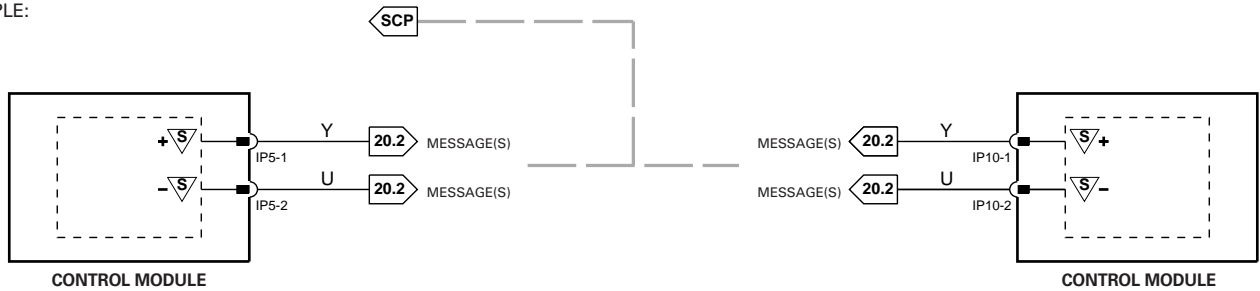 PLE:
SCP
+ S Y 20.2 MESSAGE(S) MESSAGE(S) 20.2 Y S +
IP5-1 IP10-1
– S U 20.2 MESSAGE(S) MESSAGE(S) 20.2 U S –
IP5-2 IP10-2
CONTROL MODULE CONTROL MODULE